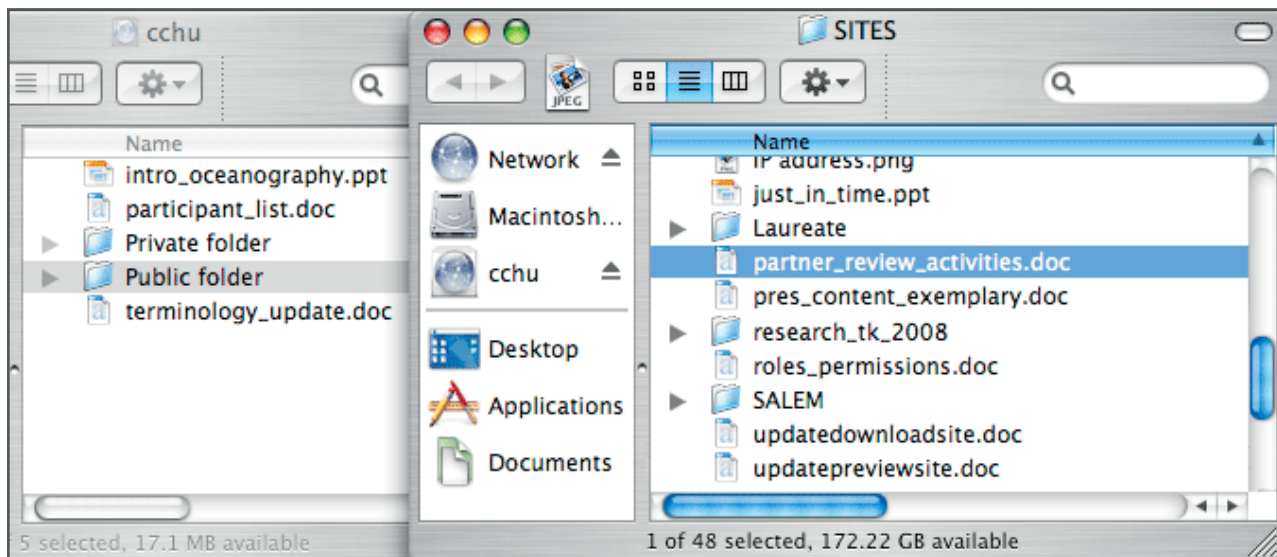 cchu
Name
intro_oceanography.ppt
participant_list.doc
Private folder
Public folder
terminology_update.doc
5 selected, 17.1 MB available
SITES
JPEG
Network
Macintosh...
cchu
Desktop
Applications
Documents
Name
IP address.png
just_in_time.ppt
Laureate
partner_review_activities.doc
pres_content_exemplary.doc
research_tk_2008
roles_permissions.doc
SALEM
updatedownloadsite.doc
updatepreviewsite.doc
1 of 48 selected, 172.22 GB available